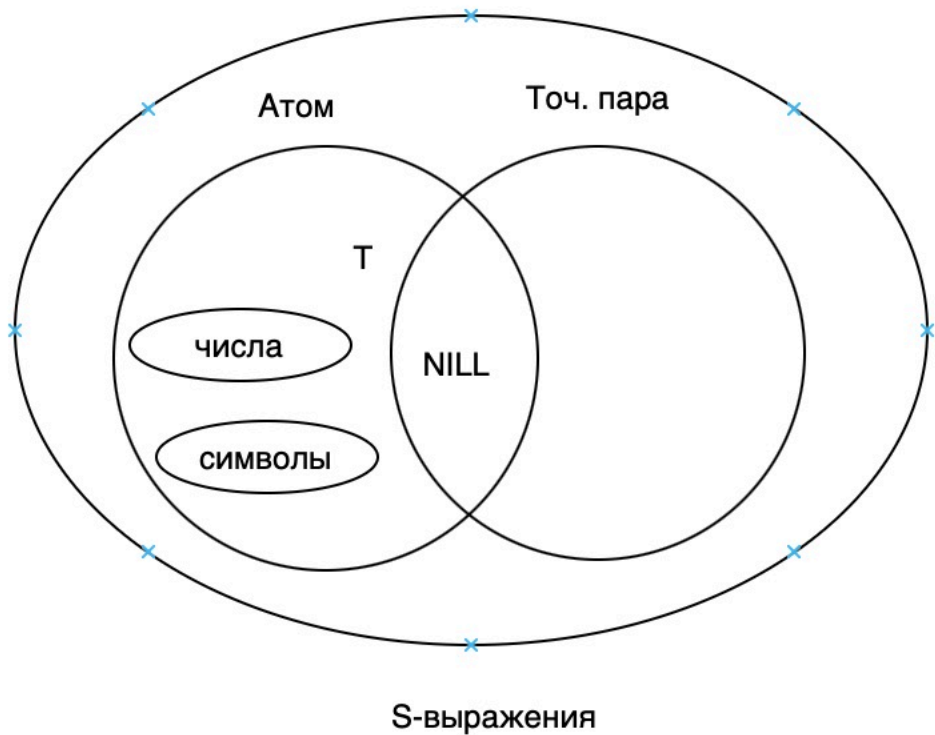 Атом
Точ. пара
T
числа
NILL
символы
S-выражения